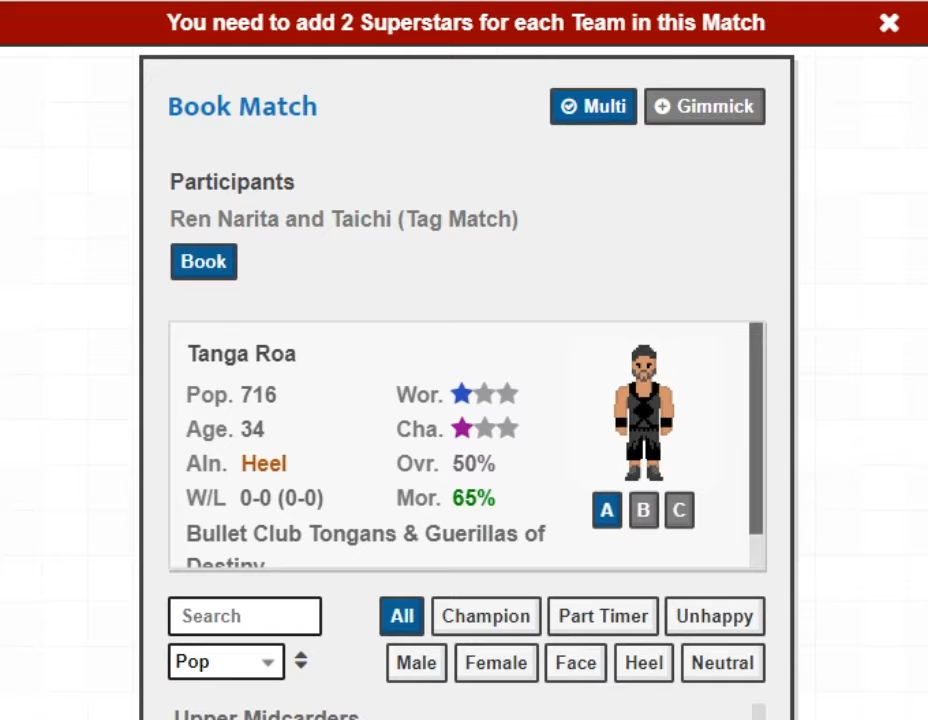 You need to add 2 Superstars for each Team in this Match
Book Match
Multi
Gimmick
Participants
Ren Narita and Taichi (Tag Match)
Book
Tanga Roa
Pop. 716
Wor.
Age. 34
Cha.
Aln. Heel
Ovr. 50%
W/L 0-0 (0-0)
Mor. 65%
A B C
Bullet Club Tongans & Guerillas of
Destiny
Search
All Champion Part Timer Unhappy
Pop
Male Female Face Heel Neutral
Upper Midcarders